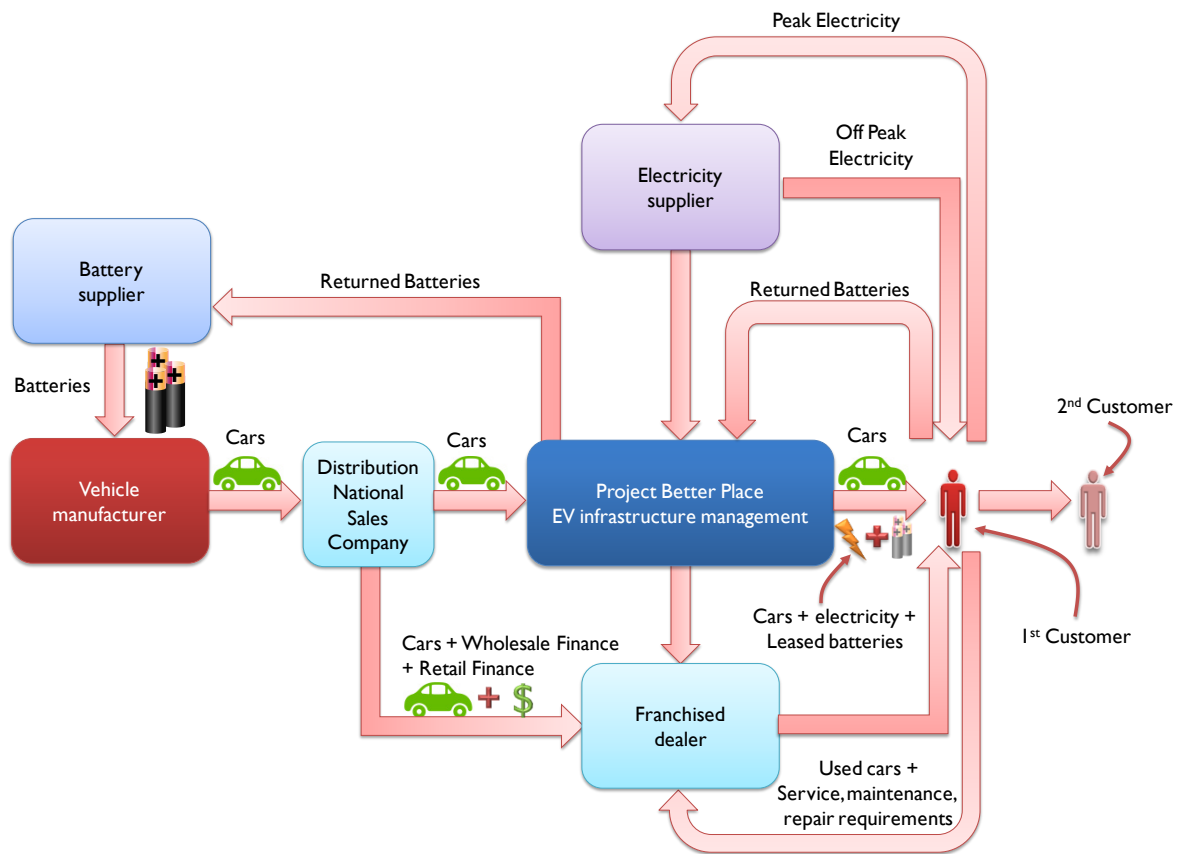 Peak Electricity
Off Peak
Electricity
Electricity
supplier
Battery
supplier
Returned Batteries
Returned Batteries
Batteries
2nd Customer
Cars
Cars
Cars
Vehicle
manufacturer
Distribution
National
Sales
Company
Project Better Place
EV infrastructure management
Cars + electricity +
Leased batteries
1st Customer
Cars + Wholesale Finance
+ Retail Finance
$
Franchised
dealer
Used cars +
Service, maintenance,
repair requirements